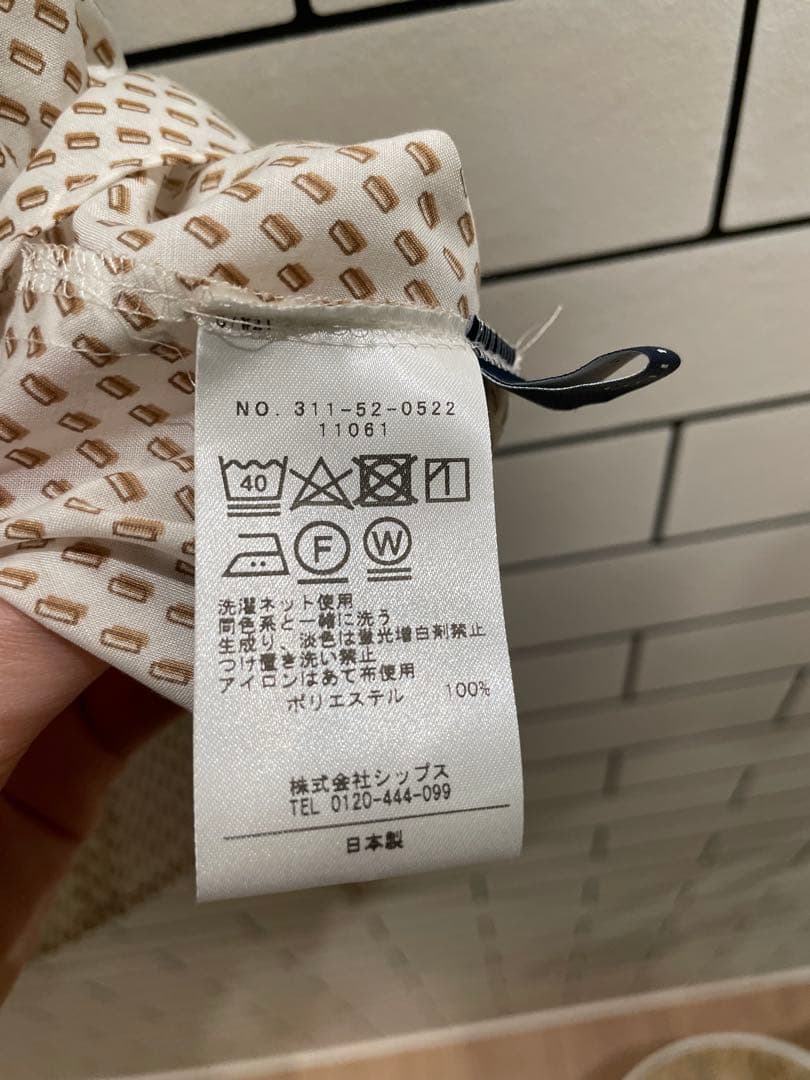 NO. 311-52-0522
11061
40
F W
洗濯ネット使用
同色系と一緒に洗う
生成り、淡色は蛍光増白剤禁止
つけ置き洗い禁止
アイロンはあて布使用
ポリエステル 100%
株式会社シップス
TEL 0120-444-099
日本製